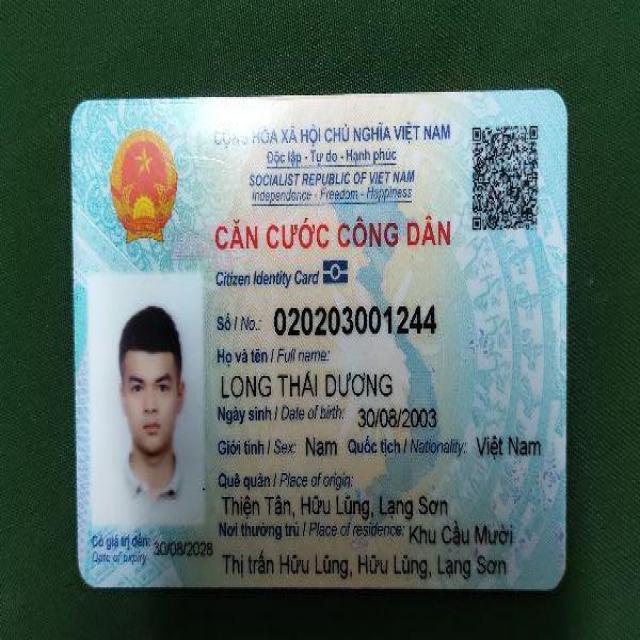 CỘNG HÒA XÃ HỘI CHỦ NGHĨA VIỆT NAM
Độc lập - Tự do - Hạnh phúc
SOCIALIST REPUBLIC OF VIET NAM
Independence - Freedom - Happiness
CĂN CƯỚC CÔNG DÂN
Citizen Identity Card
Số / No.: 020203001244
Họ và tên / Full name:
LONG THÁI DƯƠNG
Ngày sinh / Date of birth: 30/08/2003
Giới tính / Sex: Nam Quốc tịch / Nationality: Việt Nam
Quê quán / Place of origin:
Thiện Tân, Hữu Lũng, Lạng Sơn
Nơi thường trú / Place of residence: Khu Cầu Mười
Thị trấn Hữu Lũng, Hữu Lũng, Lạng Sơn
Có giá trị đến: 30/08/2028
Date of expiry